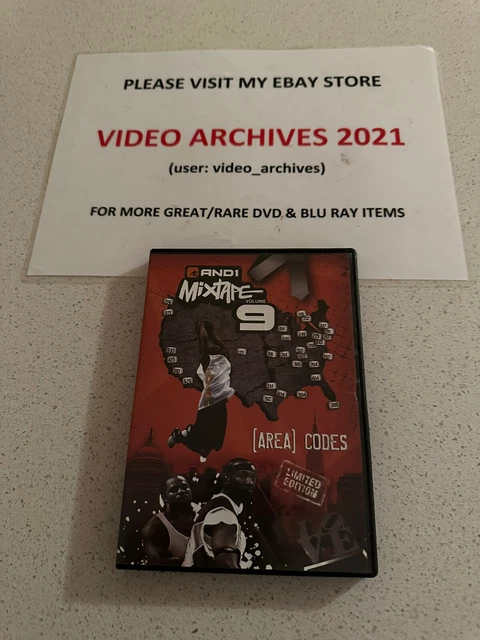 PLEASE VISIT MY EBAY STORE
VIDEO ARCHIVES 2021
(user: video_archives)
FOR MORE GREAT/RARE DVD & BLU RAY ITEMS
AND1
MIXTAPE
VOLUME
9
[AREA] CODES
LIMITED
EDITION